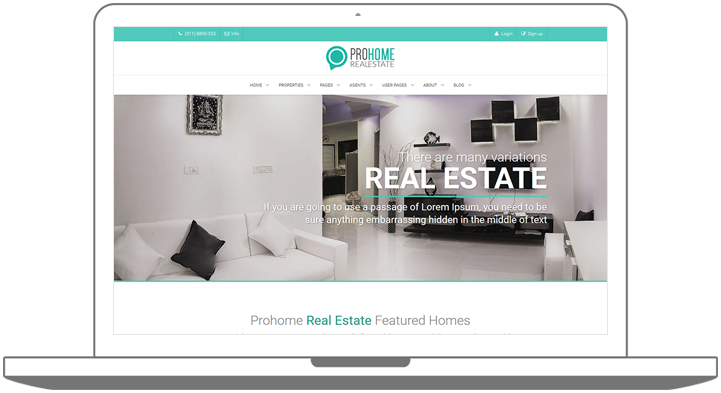 (011)-8800-555 Info Login Sign up
PROHOME
REALESTATE
HOME PROPERTIES PAGES AGENTS USER PAGES ABOUT BLOG
There are many variations
REAL ESTATE
If you are going to use a passage of Lorem Ipsum, you need to be
sure anything embarrassing hidden in the middle of text
Prohome Real Estate Featured Homes